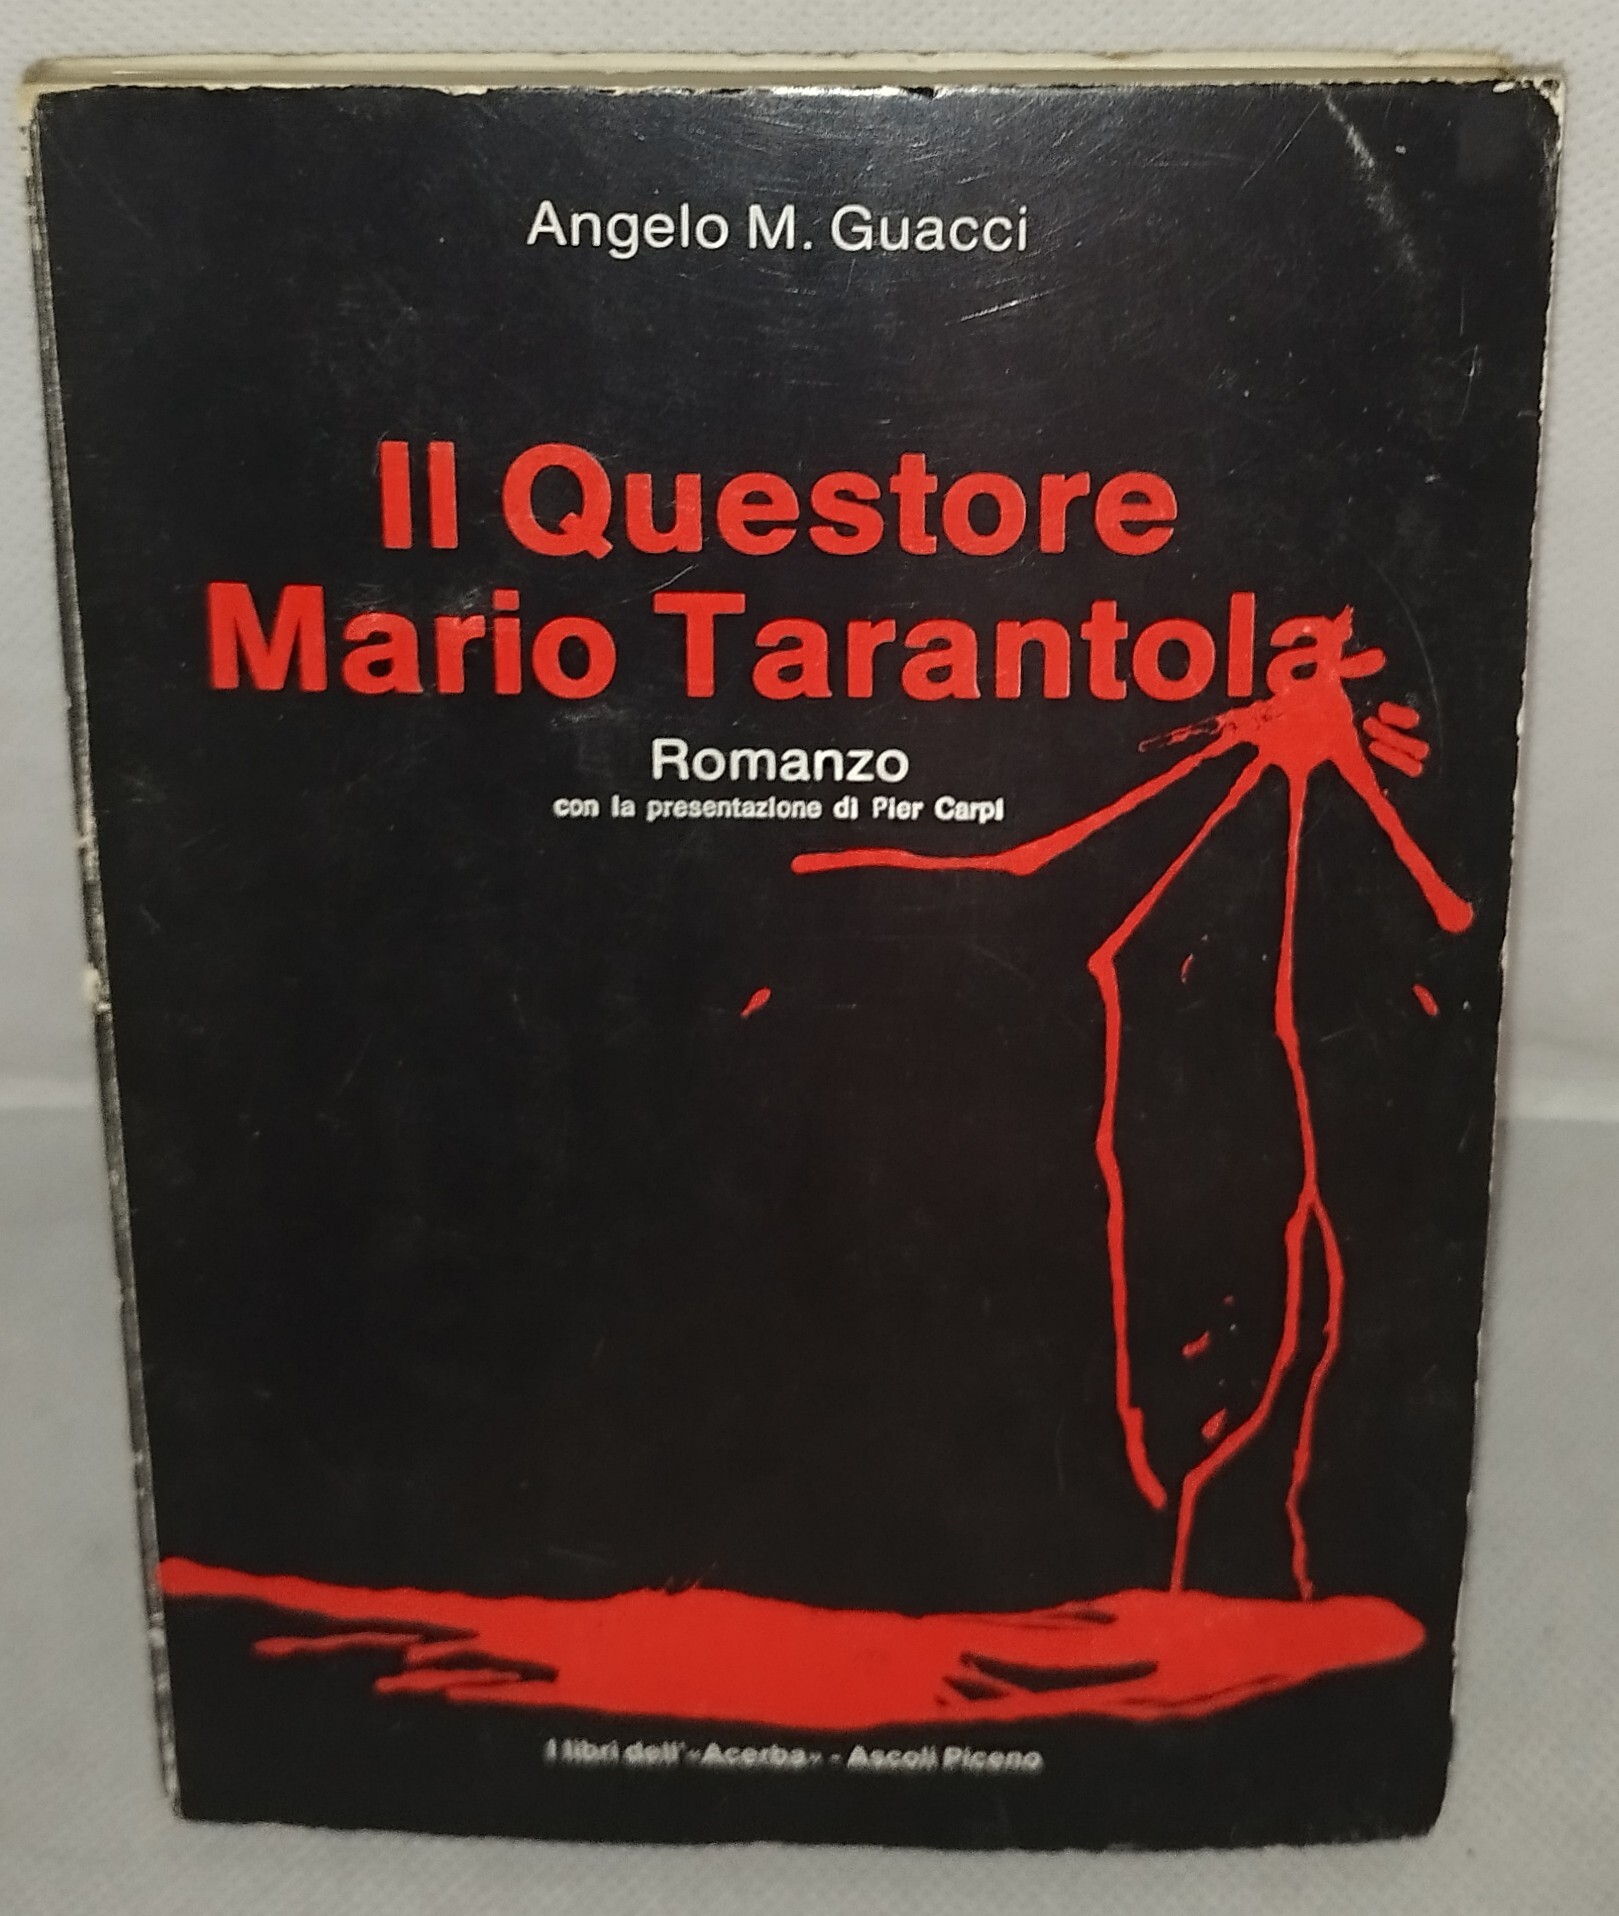 Angelo M. Guacci
Il Questore
Mario Tarantola
Romanzo
con la presentazione di Pier Carpi
I libri dell'«Acerba» - Ascoli Piceno